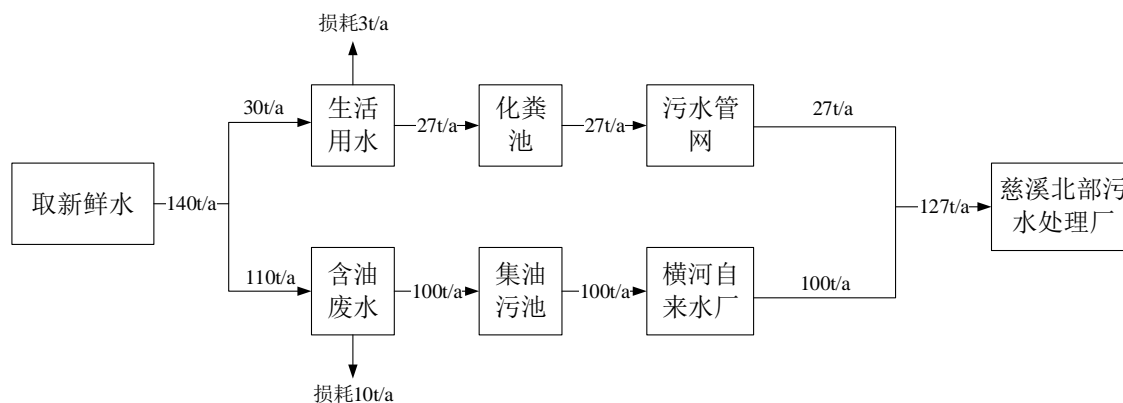 损耗3t/a
30t/a
生活
用水
27t/a
化粪
池
27t/a
污水管
网
27t/a
取新鲜水
140t/a
127t/a
慈溪北部污
水处理厂
110t/a
含油
废水
100t/a
集油
污池
100t/a
横河自
来水厂
100t/a
损耗10t/a